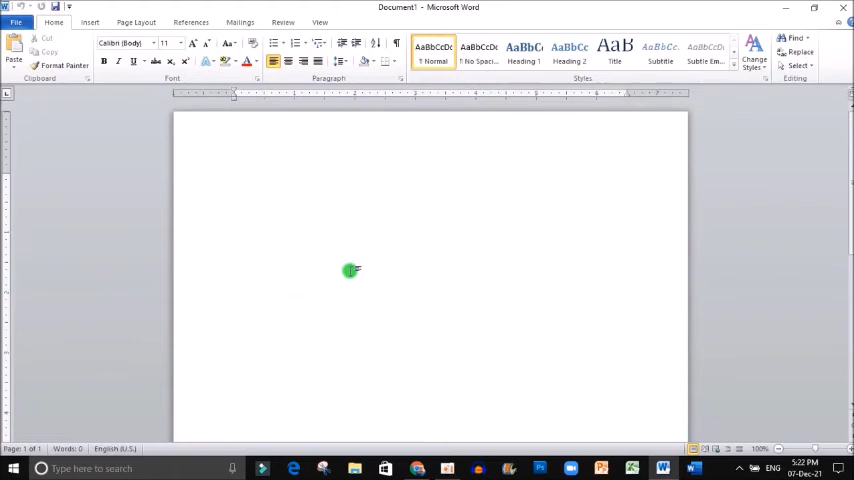 Document1 - Microsoft Word
File Home Insert Page Layout References Mailings Review View
Paste
Cut
Copy
Format Painter
Clipboard
Calibri (Body) 11
Font
Paragraph
AaBbCcDc AaBbCcDc AaBbCc AaBbCc AaB AaBbCc. AaBbCcDc
¶ Normal ¶ No Spaci... Heading 1 Heading 2 Title Subtitle Subtle Em...
Change
Styles
Styles
Find
Replace
Select
Editing
Page: 1 of 1 Words: 0 English (U.S.) 100%
Type here to search
ENG
5:22 PM
07-Dec-21